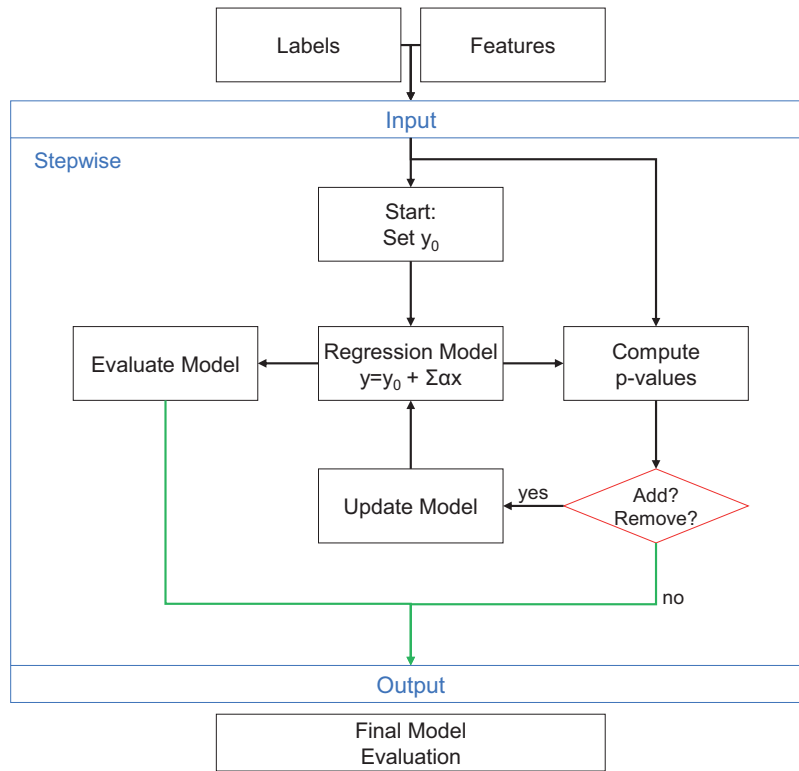 Labels
Features
Input
Stepwise
Start:
Set y₀
Evaluate Model
Regression Model
y=y₀ + Σαx
Compute
p-values
Update Model
yes
Add?
Remove?
no
Output
Final Model
Evaluation